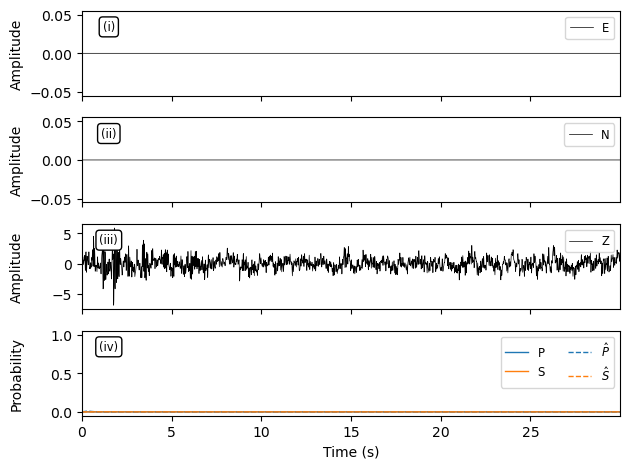 Amplitude
0.05
0.00
−0.05
(i)
E
Amplitude
0.05
0.00
−0.05
(ii)
N
Amplitude
5
0
−5
(iii)
Z
Probability
1.0
0.5
0.0
(iv)
P
S
P̂
Ŝ
0 5 10 15 20 25
Time (s)